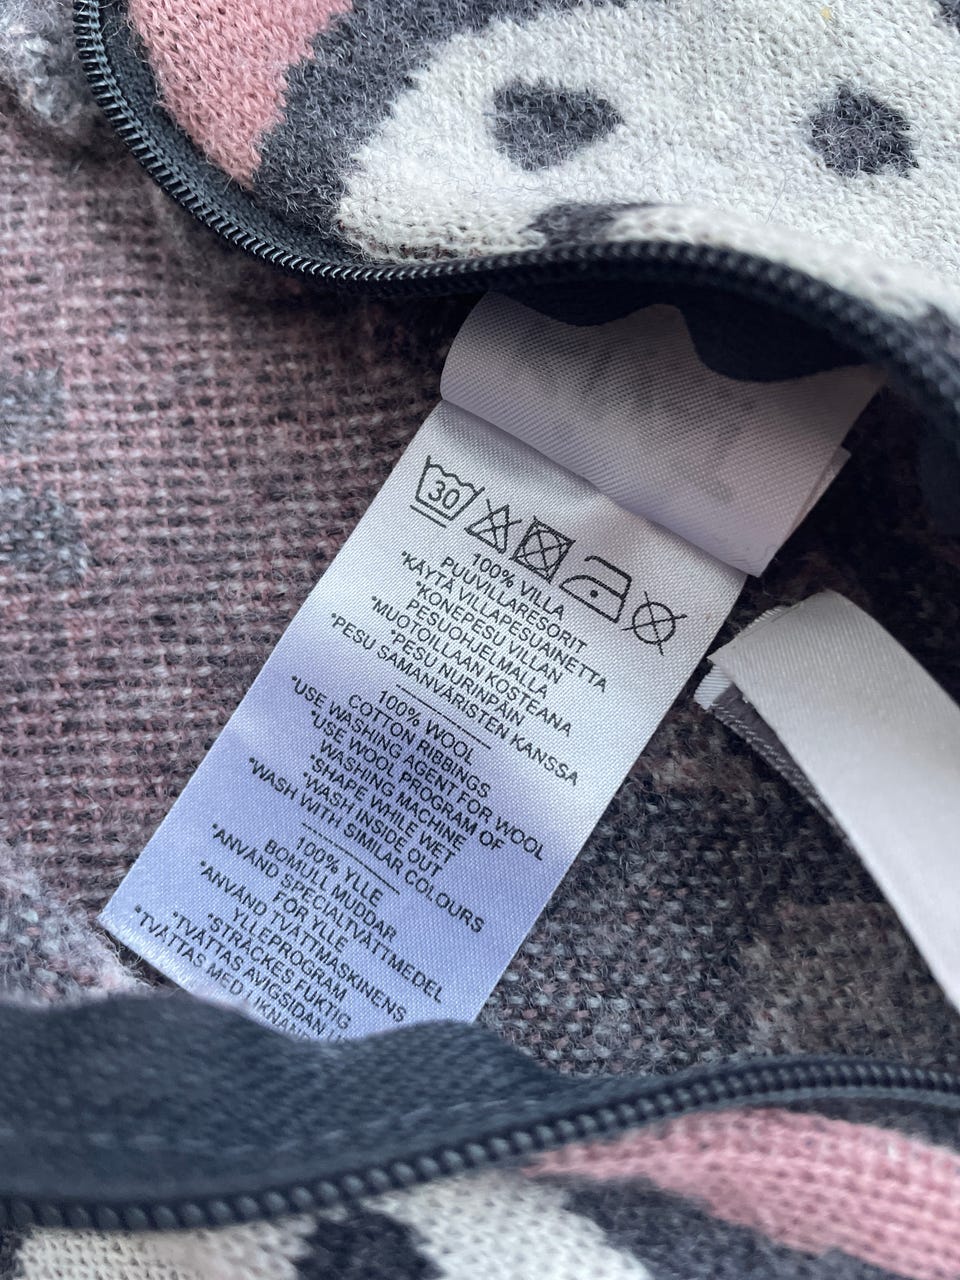 30
100% VILLA
PUUVILLARESORIT
*KÄYTÄ VILLAPESUAINETTA
*KONEPESU VILLAN
PESUOHJELMALLA
*MUOTOILLAAN KOSTEANA
*PESU NURINPÄIN
*PESU SAMANVÄRISTEN KANSSA
100% WOOL
COTTON RIBBINGS
*USE WASHING AGENT FOR WOOL
*USE WOOL PROGRAM OF
WASHING MACHINE
*SHAPE WHILE WET
*WASH INSIDE OUT
*WASH WITH SIMILAR COLOURS
100% YLLE
BOMULL MUDDAR
*ANVÄND SPECIALTVÄTTMEDEL
FÖR YLLE
*ANVÄND TVÄTTMASKINENS
YLLEPROGRAM
*STRÄCKES FUKTIG
*TVÄTTAS AVIGSIDAN
*TVÄTTAS MED